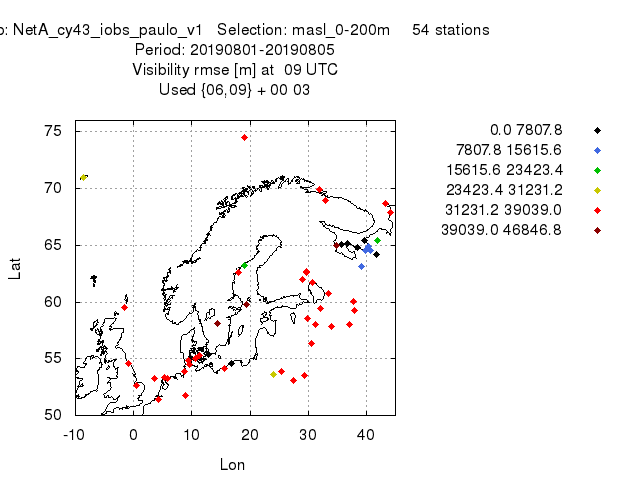 o: NetA_cy43_iobs_paulo_v1 Selection: masl_0-200m 54 stations
Period: 20190801-20190805
Visibility rmse [m] at 09 UTC
Used {06,09} + 00 03
0.0 7807.8
7807.8 15615.6
15615.6 23423.4
23423.4 31231.2
31231.2 39039.0
39039.0 46846.8
75
70
65
60
55
50
Lat
-10 0 10 20 30 40
Lon